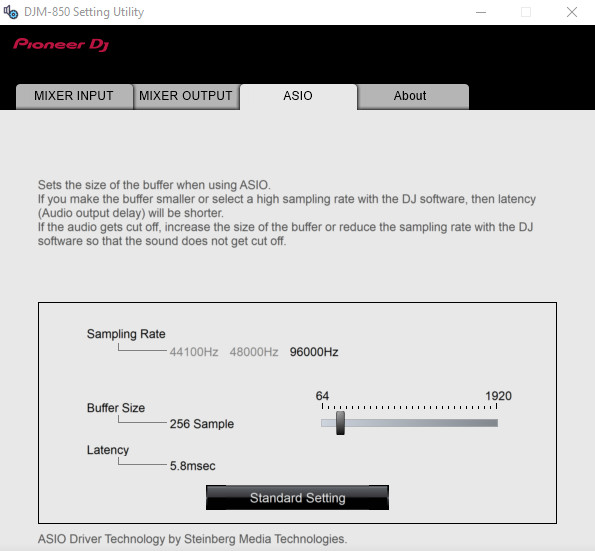 DJM-850 Setting Utility
Pioneer Dj
MIXER INPUT MIXER OUTPUT ASIO About
Sets the size of the buffer when using ASIO.
If you make the buffer smaller or select a high sampling rate with the DJ software, then latency
(Audio output delay) will be shorter.
If the audio gets cut off, increase the size of the buffer or reduce the sampling rate with the DJ
software so that the sound does not get cut off.
Sampling Rate
44100Hz 48000Hz 96000Hz
64 1920
Buffer Size
256 Sample
Latency
5.8msec
Standard Setting
ASIO Driver Technology by Steinberg Media Technologies.